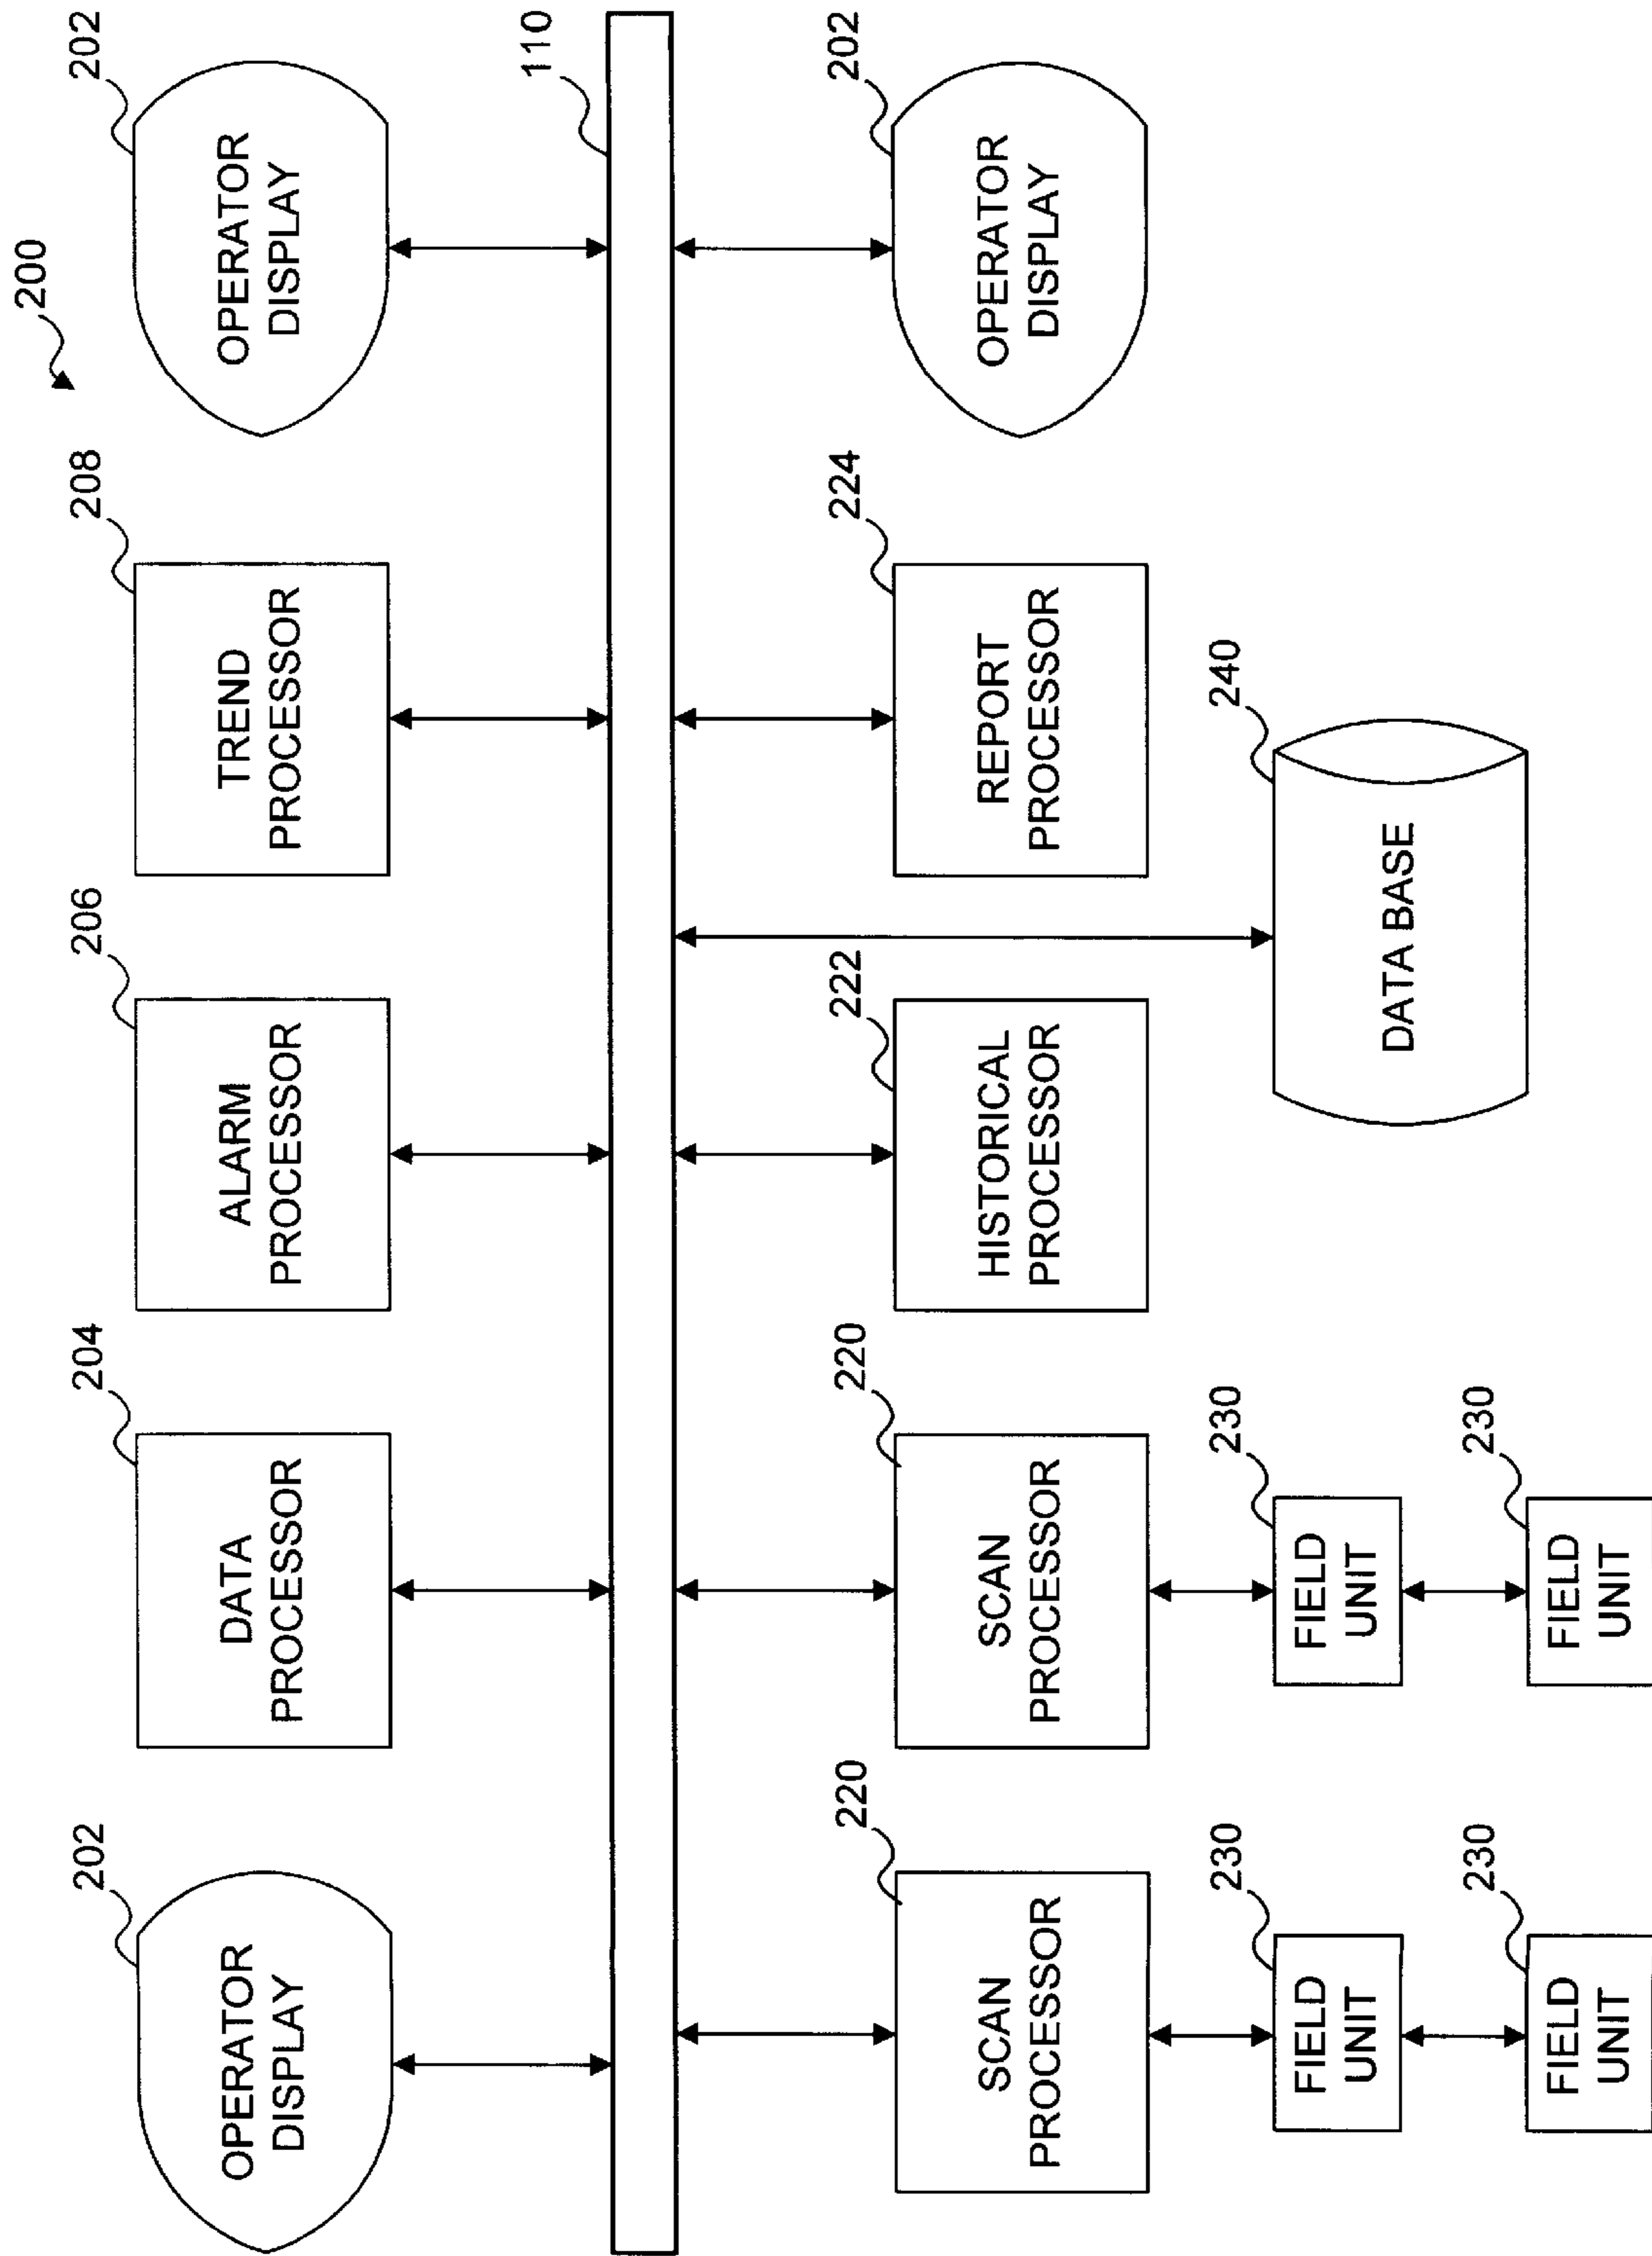 200
202
204
206
208
202
OPERATOR
DISPLAY
DATA
PROCESSOR
ALARM
PROCESSOR
TREND
PROCESSOR
OPERATOR
DISPLAY
110
220
220
222
224
202
SCAN
PROCESSOR
SCAN
PROCESSOR
HISTORICAL
PROCESSOR
REPORT
PROCESSOR
OPERATOR
DISPLAY
230
230
240
FIELD
UNIT
FIELD
UNIT
DATA BASE
230
230
FIELD
UNIT
FIELD
UNIT